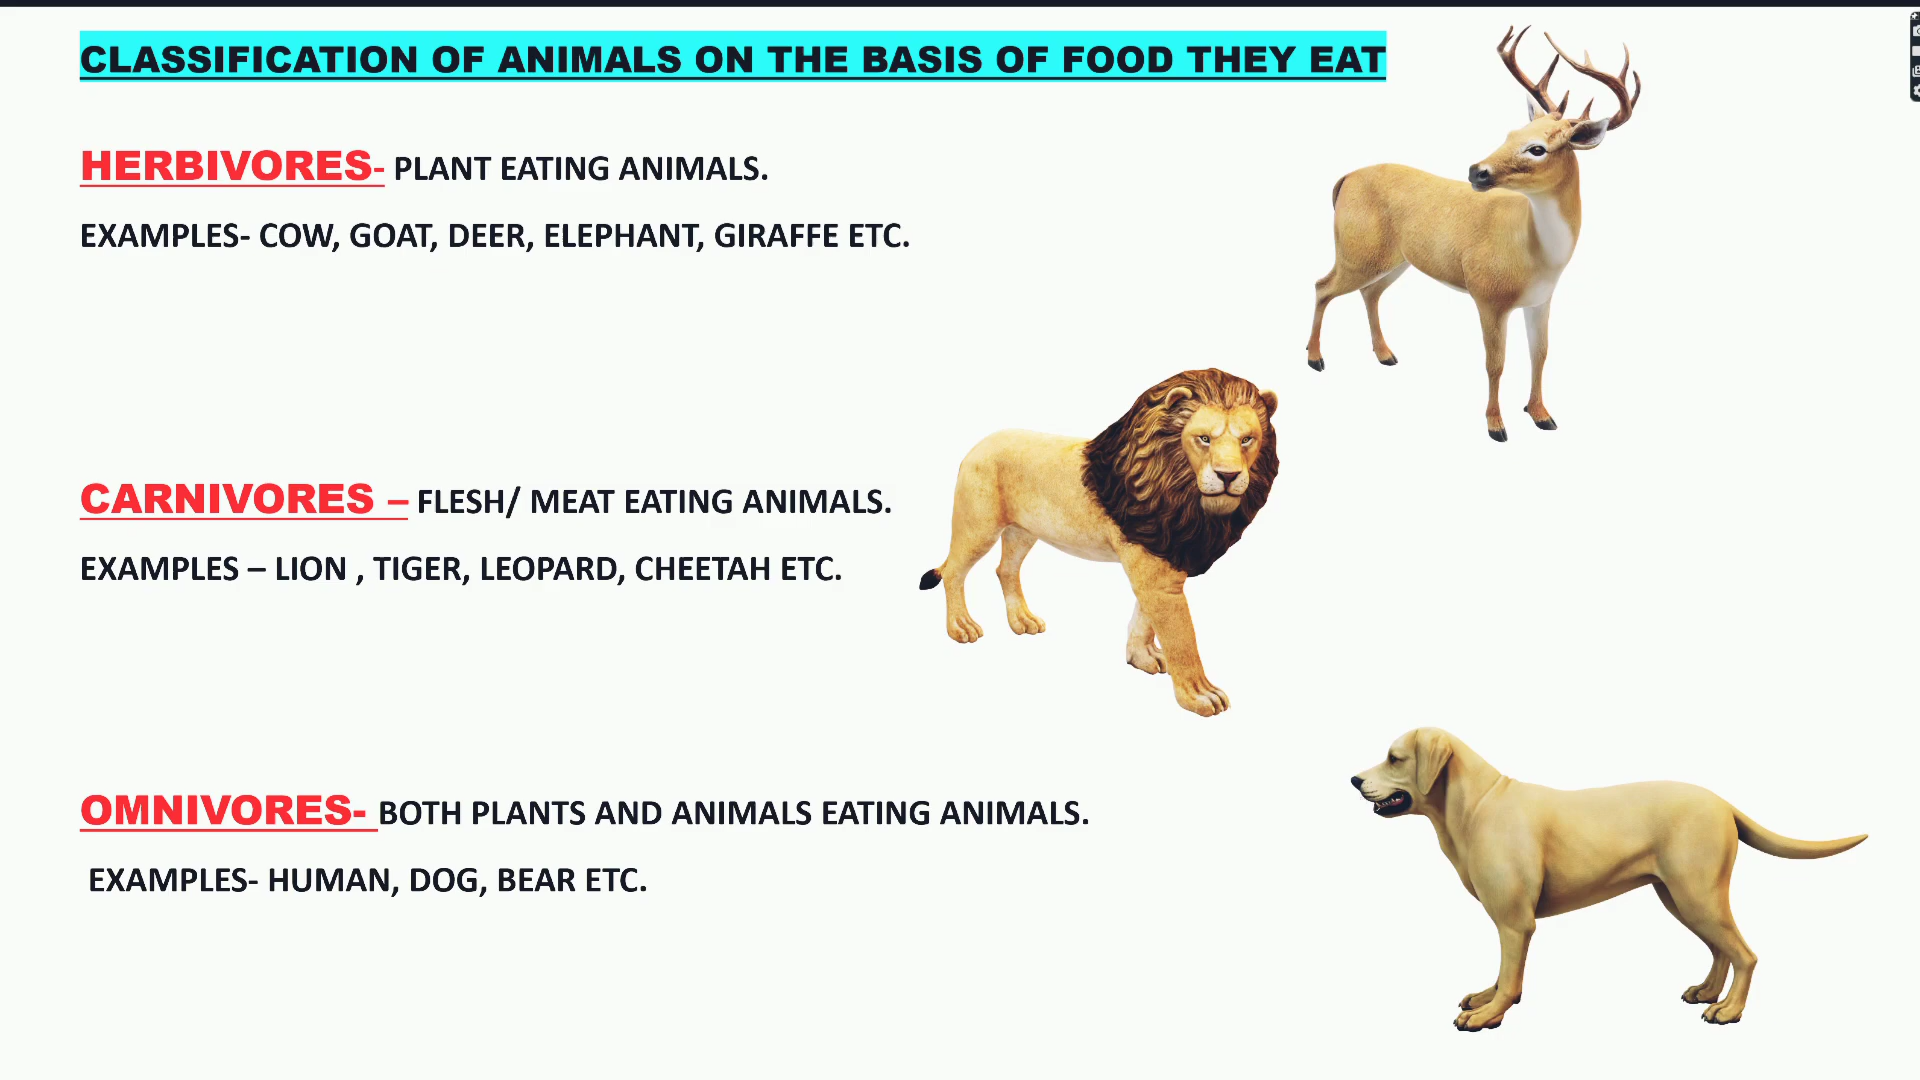 CLASSIFICATION OF ANIMALS ON THE BASIS OF FOOD THEY EAT
HERBIVORES- PLANT EATING ANIMALS.
EXAMPLES- COW, GOAT, DEER, ELEPHANT, GIRAFFE ETC.
CARNIVORES – FLESH/ MEAT EATING ANIMALS.
EXAMPLES – LION , TIGER, LEOPARD, CHEETAH ETC.
OMNIVORES- BOTH PLANTS AND ANIMALS EATING ANIMALS.
EXAMPLES- HUMAN, DOG, BEAR ETC.